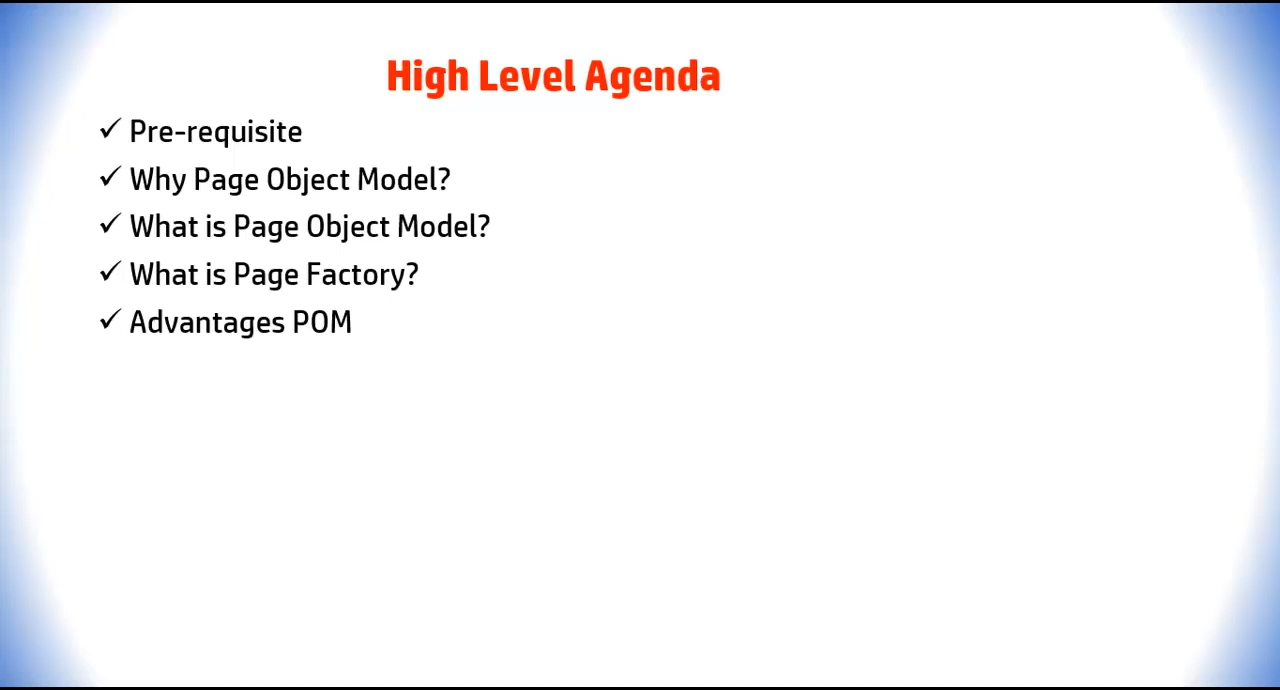 High Level Agenda
✓ Pre-requisite
✓ Why Page Object Model?
✓ What is Page Object Model?
✓ What is Page Factory?
✓ Advantages POM